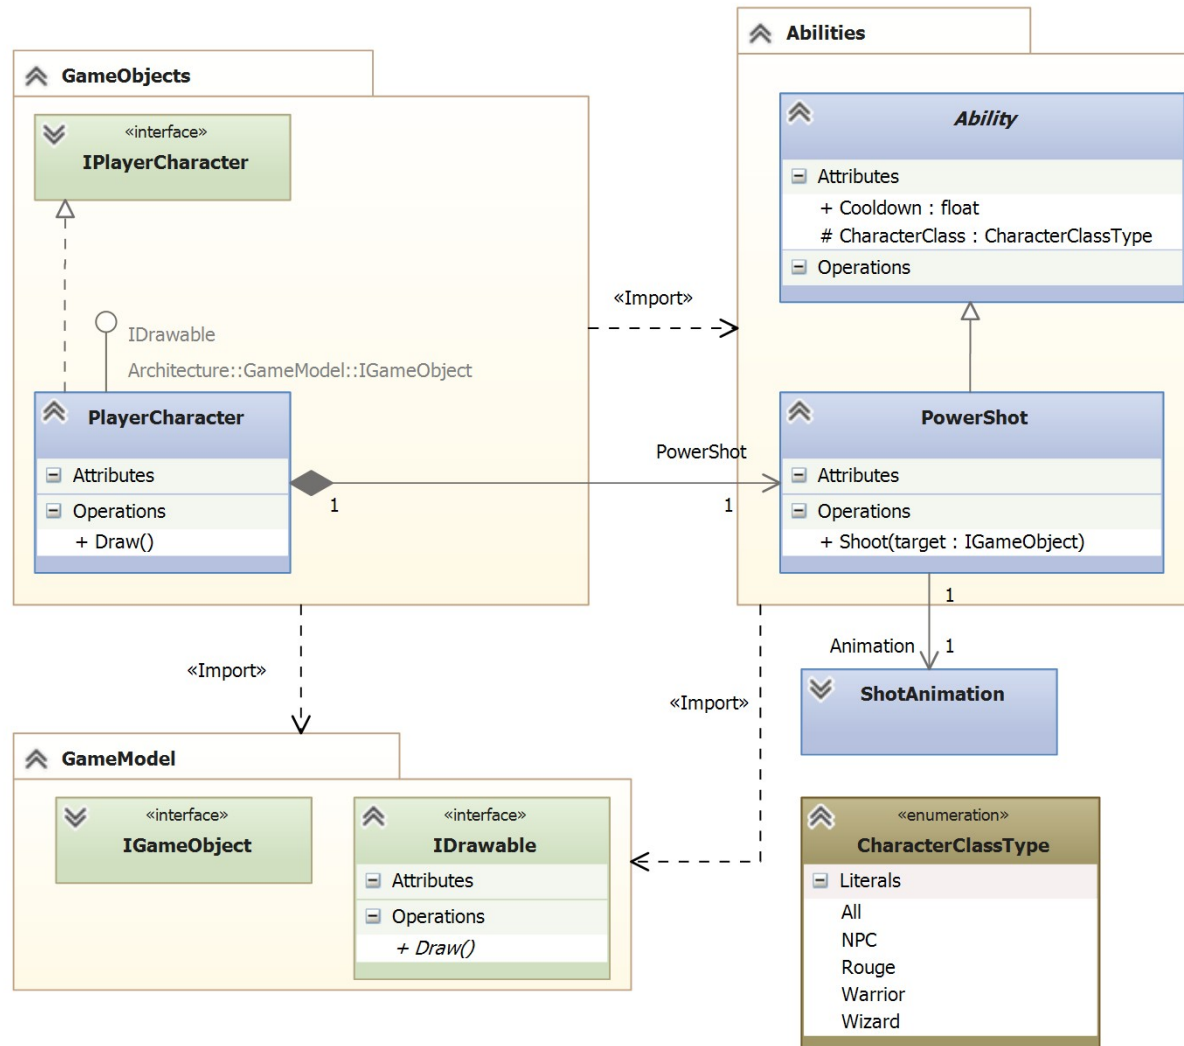 GameObjects
«interface»
IPlayerCharacter
IDrawable
Architecture::GameModel::IGameObject
PlayerCharacter
Attributes
Operations
+ Draw()
1
PowerShot
1
«Import»
Abilities
Ability
Attributes
+ Cooldown : float
# CharacterClass : CharacterClassType
Operations
PowerShot
Attributes
Operations
+ Shoot(target : IGameObject)
1
Animation
1
ShotAnimation
«Import»
«Import»
GameModel
«interface»
IGameObject
«interface»
IDrawable
Attributes
Operations
+ Draw()
«enumeration»
CharacterClassType
Literals
All
NPC
Rouge
Warrior
Wizard